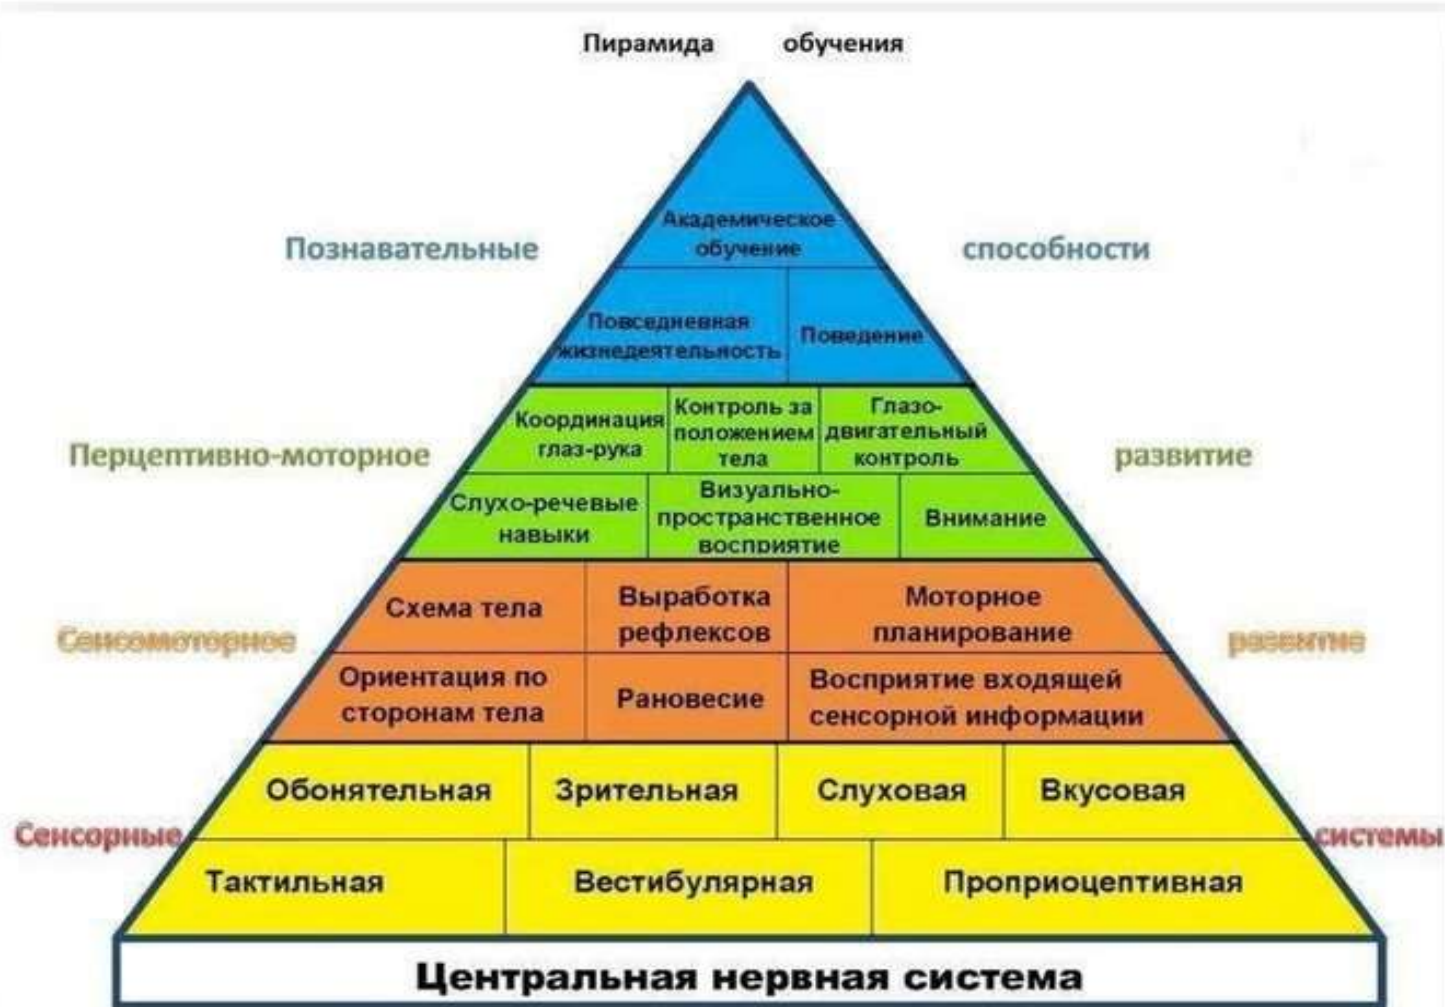 Пирамида обучения
Академическое
обучение
Познавательные способности
Повседневная
жизнедеятельность
Поведение
Координация
глаз-рука
Контроль за
положением
тела
Глазо-
двигательный
контроль
Перцептивно-моторное развитие
Слухо-речевые
навыки
Визуально-
пространственное
восприятие
Внимание
Схема тела
Выработка
рефлексов
Моторное
планирование
Сенсомоторное развитие
Ориентация по
сторонам тела
Рановесие
Восприятие входящей
сенсорной информации
Обонятельная
Зрительная
Слуховая
Вкусовая
Сенсорные системы
Тактильная
Вестибулярная
Проприоцептивная
Центральная нервная система